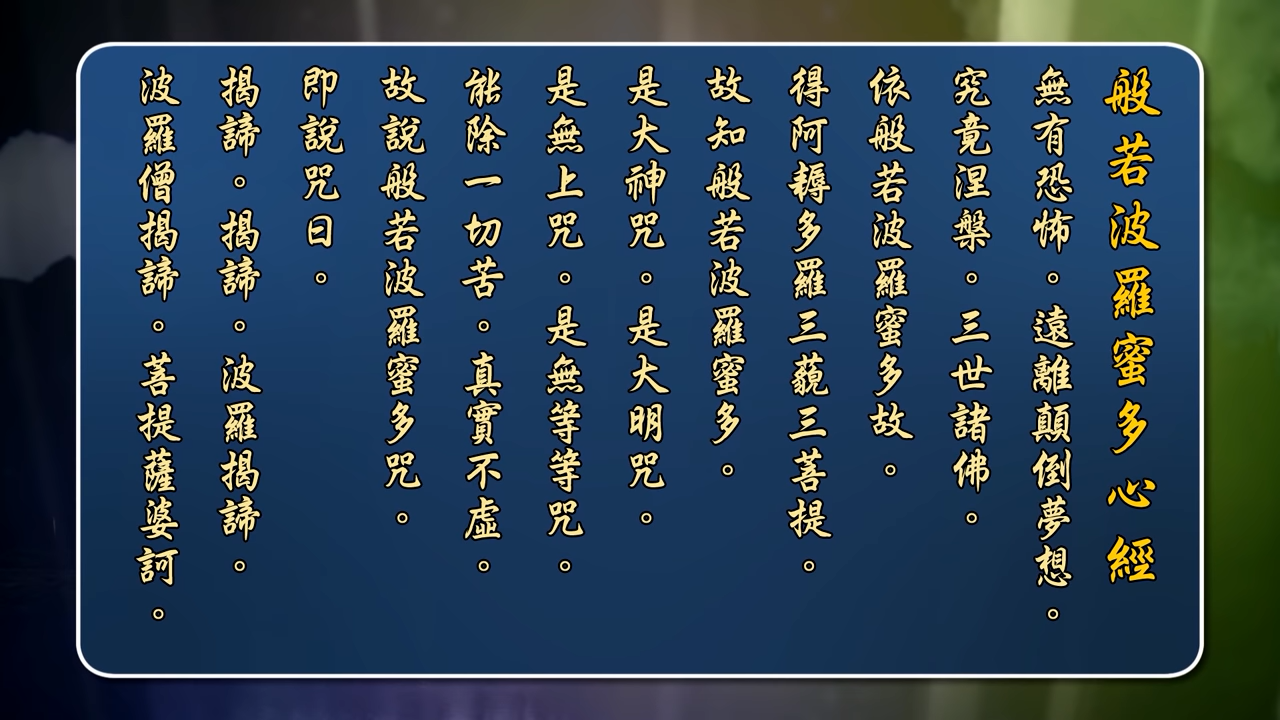 般若波羅蜜多心經
無有恐怖。遠離顛倒夢想。
究竟涅槃。三世諸佛。
依般若波羅蜜多故。
得阿耨多羅三藐三菩提。
故知般若波羅蜜多。
是大神咒。是大明咒。
是無上咒。是無等等咒。
能除一切苦。真實不虛。
故說般若波羅蜜多咒。
即說咒曰。
揭諦。揭諦。波羅揭諦。
波羅僧揭諦。菩提薩婆訶。